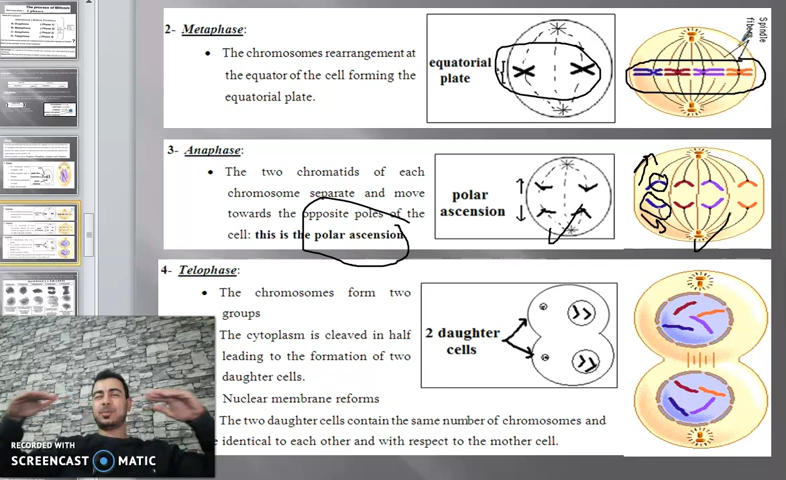 The process of Mitosis
2- Metaphase:
• The chromosomes rearrangement at
the equator of the cell forming the
equatorial plate.
equatorial
plate
Spindle
fibers
3- Anaphase:
• The two chromatids of each
chromosome separate and move
towards the opposite poles of the
cell: this is the polar ascension
polar
ascension
4- Telophase:
• The chromosomes form two
groups
The cytoplasm is cleaved in half
leading to the formation of two
daughter cells.
Nuclear membrane reforms
The two daughter cells contain the same number of chromosomes and
identical to each other and with respect to the mother cell.
2 daughter
cells
RECORDED WITH
SCREENCAST MATIC